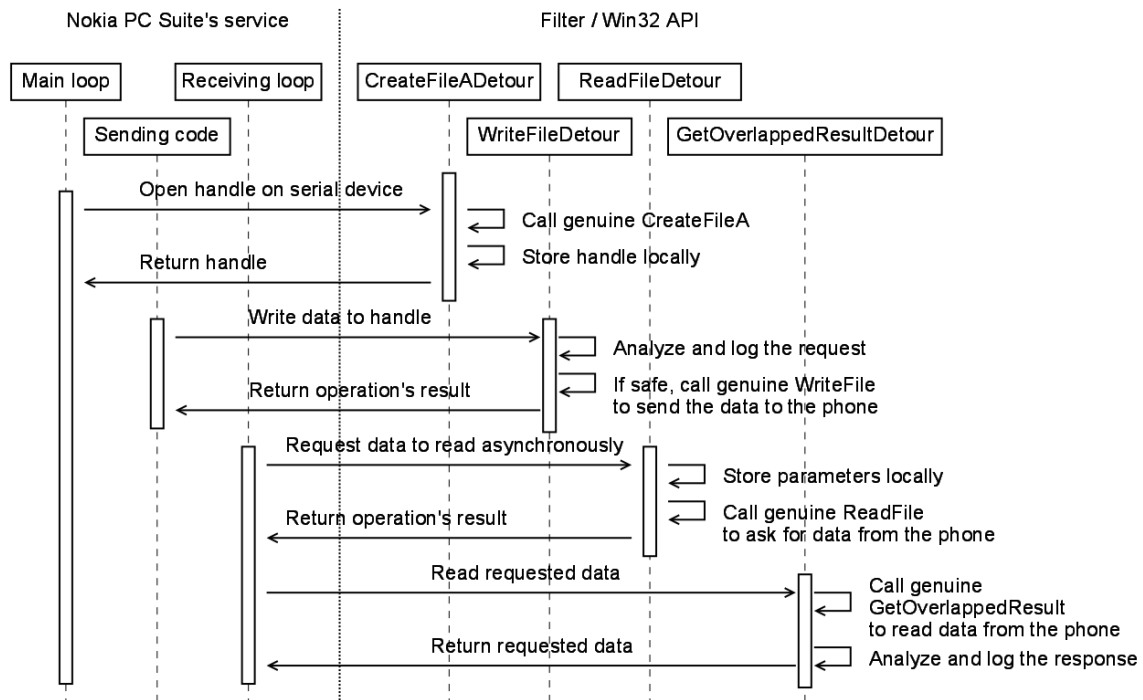 Nokia PC Suite's service
Filter / Win32 API
Main loop
Receiving loop
CreateFileADetour
ReadFileDetour
Sending code
WriteFileDetour
GetOverlappedResultDetour
Open handle on serial device
Call genuine CreateFileA
Store handle locally
Return handle
Write data to handle
Analyze and log the request
If safe, call genuine WriteFile
to send the data to the phone
Return operation's result
Request data to read asynchronously
Store parameters locally
Call genuine ReadFile
to ask for data from the phone
Return operation's result
Read requested data
Call genuine
GetOverlappedResult
to read data from the phone
Return requested data
Analyze and log the response